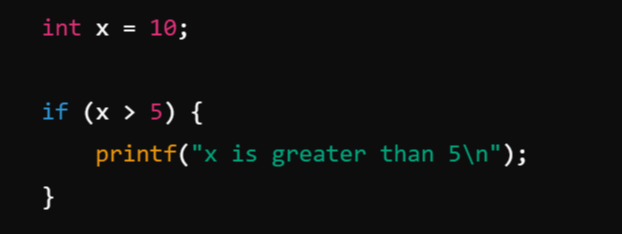 int x = 10;
if (x > 5) {
    printf("x is greater than 5\n");
}